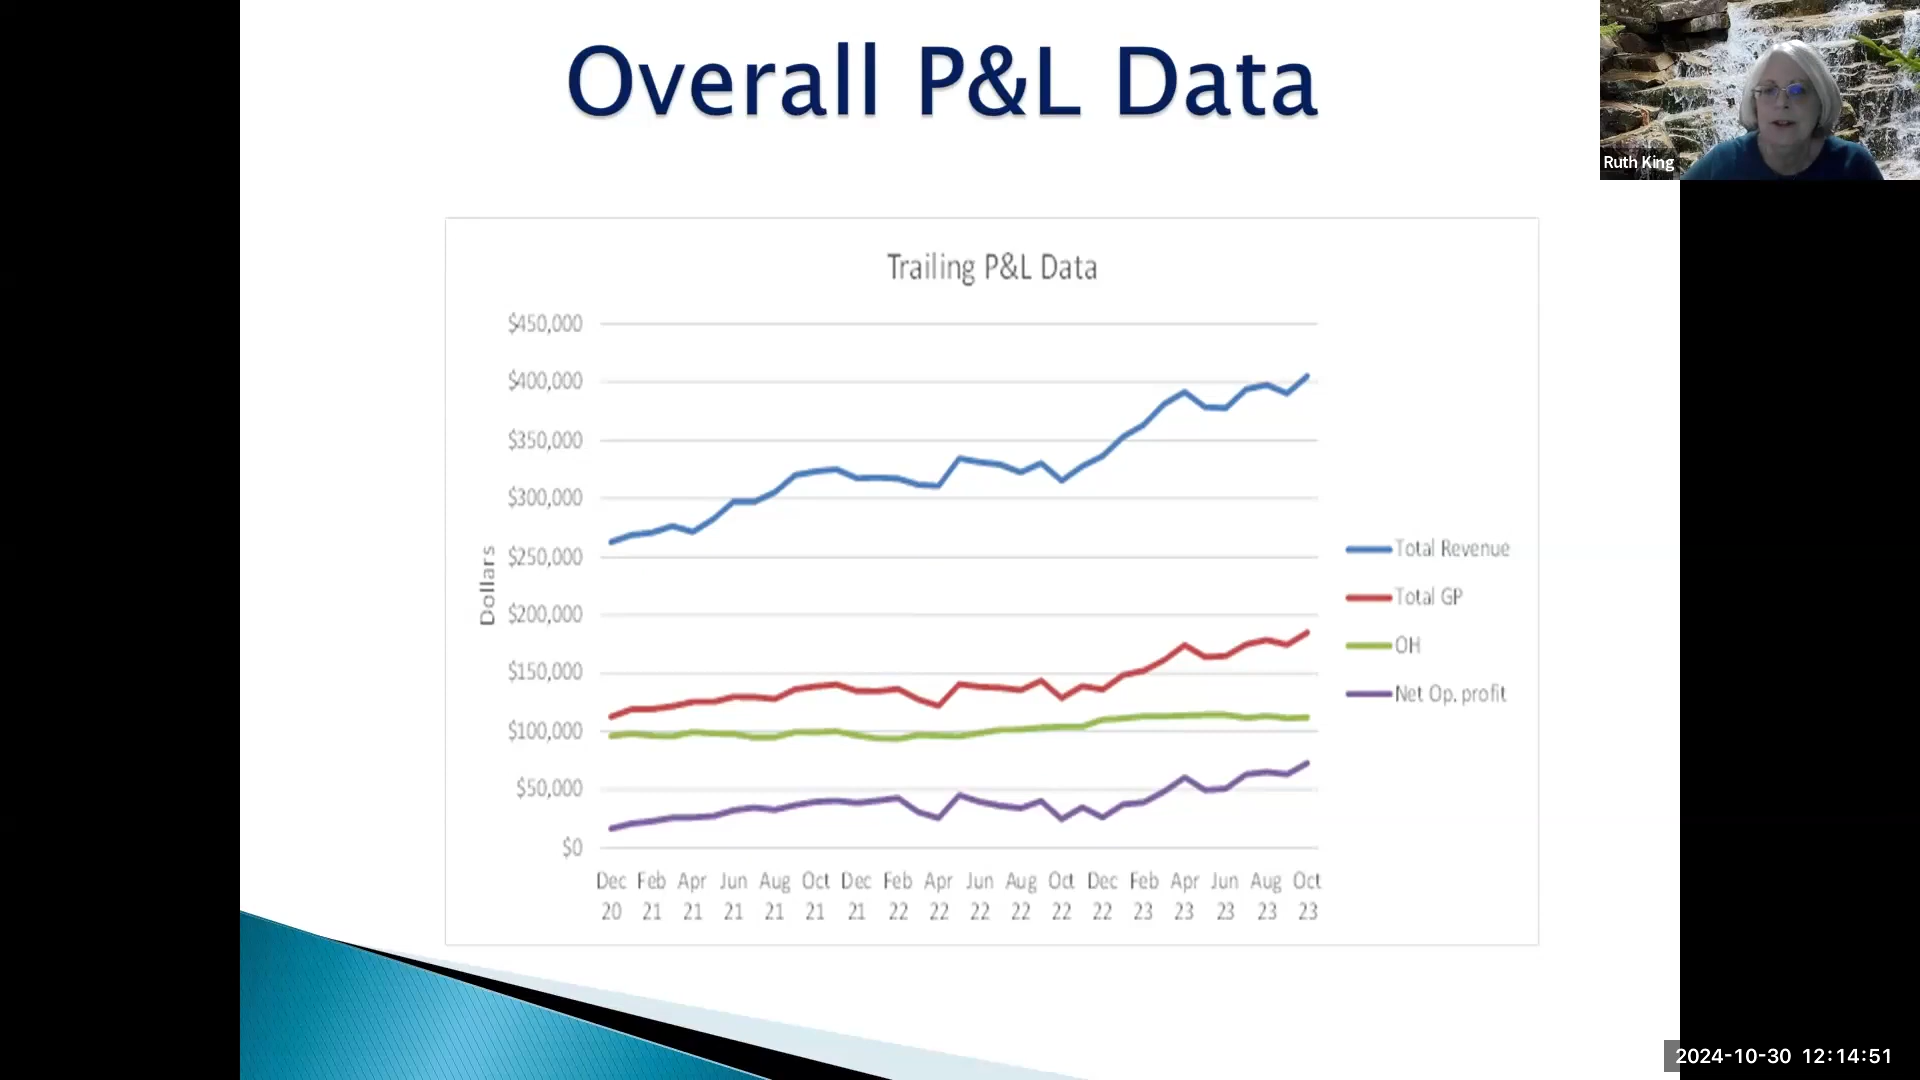 Overall P&L Data
Ruth King
Trailing P&L Data
$450,000
$400,000
$350,000
$300,000
$250,000
$200,000
$150,000
$100,000
$50,000
$0
Dollars
Dec Feb Apr Jun Aug Oct Dec Feb Apr Jun Aug Oct Dec Feb Apr Jun Aug Oct
20 21 21 21 21 21 21 22 22 22 22 22 22 23 23 23 23 23
Total Revenue
Total GP
OH
Net Op. profit
2024-10-30 12:14:51